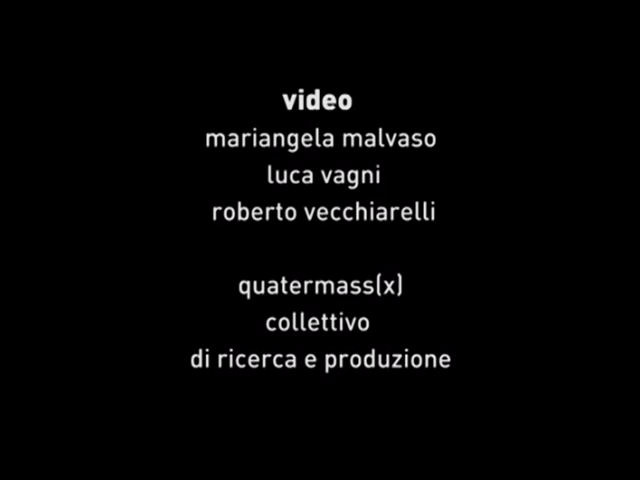 video
mariangela malvaso
luca vagni
roberto vecchiarelli
quatermass(x)
collettivo
di ricerca e produzione